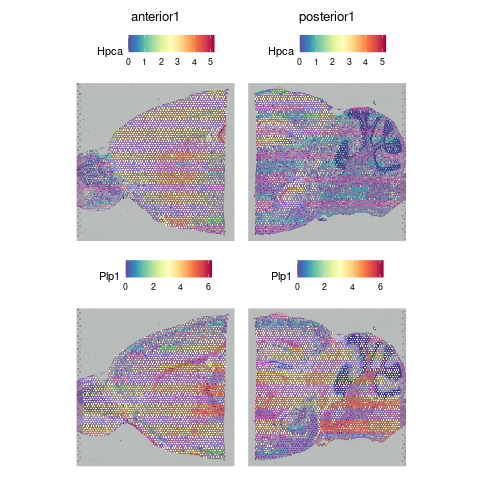 anterior1 posterior1
Hpca Hpca
0 1 2 3 4 5 0 1 2 3 4 5
Plp1 Plp1
0 2 4 6 0 2 4 6